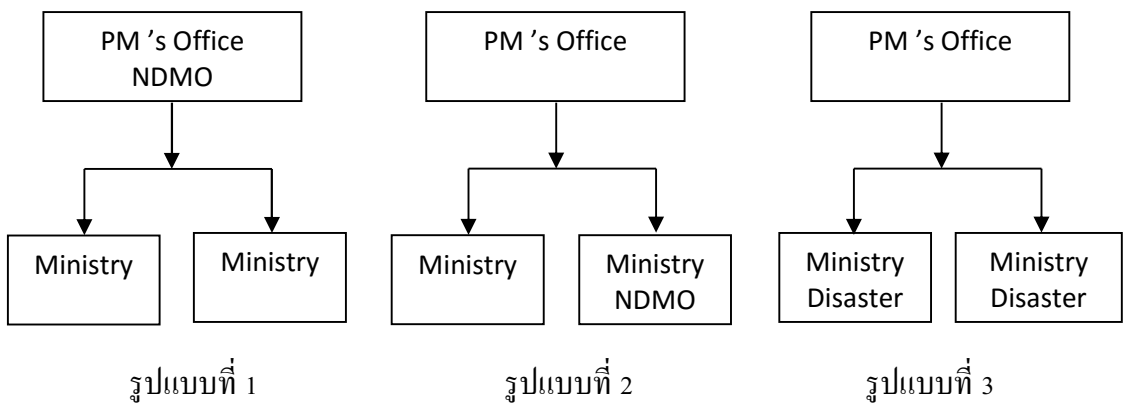 PM 's Office
NDMO
Ministry
Ministry
รูปแบบที่ 1
PM 's Office
Ministry
Ministry
NDMO
รูปแบบที่ 2
PM 's Office
Ministry
Disaster
Ministry
Disaster
รูปแบบที่ 3